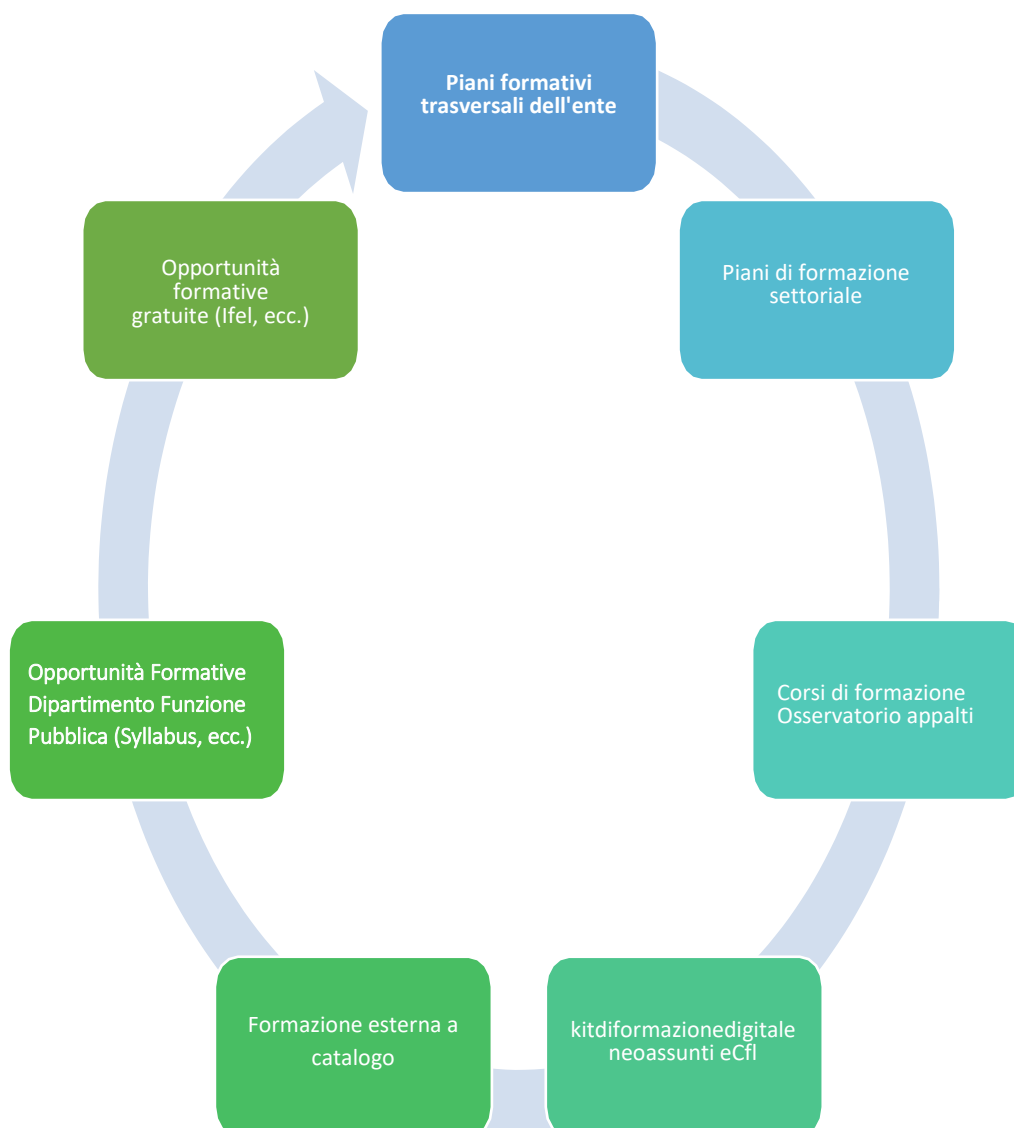 Piani formativi
trasversali dell'ente
Piani di formazione
settoriale
Corsi di formazione
Osservatorio appalti
kitdiformazionedigitale
neoassunti eCfl
Formazione esterna a
catalogo
Opportunità Formative
Dipartimento Funzione
Pubblica (Syllabus, ecc.)
Opportunità
formative
gratuite (Ifel, ecc.)